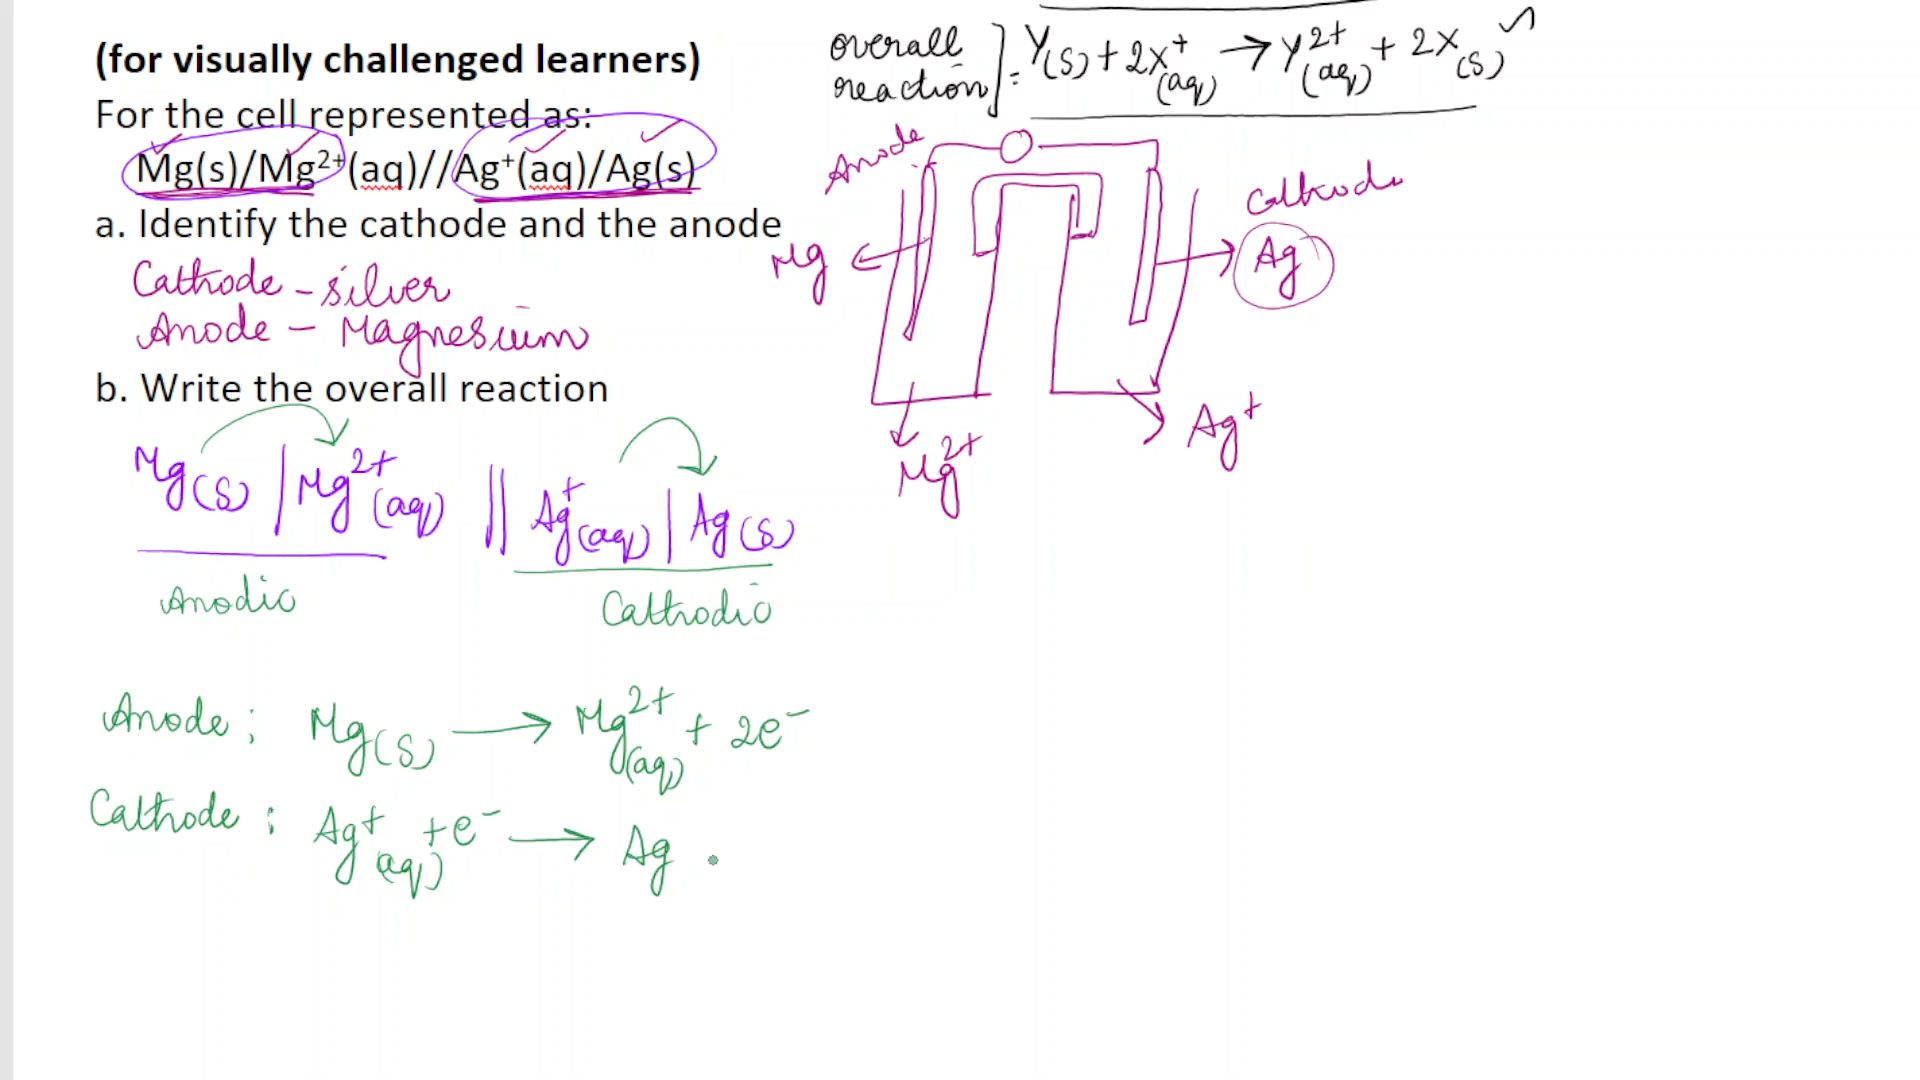 (for visually challenged learners)
For the cell represented as:
Mg(s)/Mg²⁺(aq)//Ag⁺(aq)/Ag(s)
a. Identify the cathode and the anode
Cathode - silver
Anode - Magnesium
b. Write the overall reaction
Mg(s) | Mg²⁺(aq) || Ag⁺(aq) | Ag(s)
Anodic Cathodic
Anode : Mg(s) → Mg²⁺(aq) + 2e⁻
Cathode : Ag⁺(aq) + e⁻ → Ag
overall reaction ] = Y(s) + 2X⁺(aq) → Y²⁺(aq) + 2X(s)
Anode
Cathode
Mg
Ag
Mg²⁺
Ag⁺